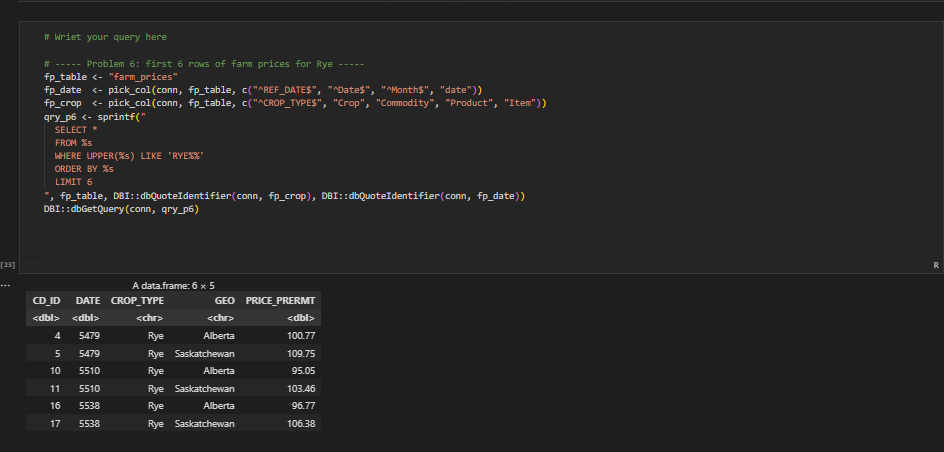 # Wriet your query here
# ----- Problem 6: first 6 rows of farm prices for Rye -----
fp_table <- "farm_prices"
fp_date  <- pick_col(conn, fp_table, c("^REF_DATE$", "^Date$", "^Month$", "date"))
fp_crop  <- pick_col(conn, fp_table, c("^CROP_TYPE$", "Crop", "Commodity", "Product", "Item"))
qry_p6 <- sprintf("
  SELECT *
  FROM %s
  WHERE UPPER(%s) LIKE 'RYE%%'
  ORDER BY %s
  LIMIT 6
", fp_table, DBI::dbQuoteIdentifier(conn, fp_crop), DBI::dbQuoteIdentifier(conn, fp_date))
DBI::dbGetQuery(conn, qry_p6)
[23] R
... A data.frame: 6 × 5
CD_ID DATE CROP_TYPE GEO PRICE_PRERMT
<dbl> <dbl> <chr> <chr> <dbl>
4 5479 Rye Alberta 100.77
5 5479 Rye Saskatchewan 109.75
10 5510 Rye Alberta 95.05
11 5510 Rye Saskatchewan 103.46
16 5538 Rye Alberta 96.77
17 5538 Rye Saskatchewan 106.38